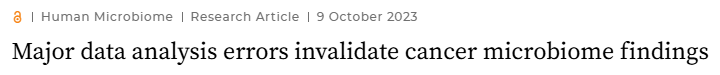 | Human Microbiome | Research Article | 9 October 2023
Major data analysis errors invalidate cancer microbiome findings